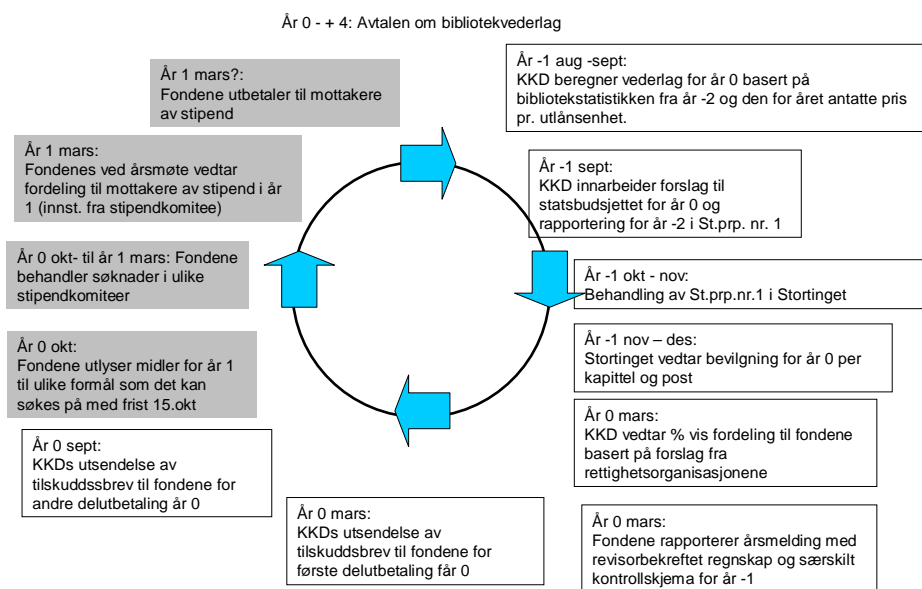 År 0 - + 4: Avtalen om bibliotekvederlag
År -1 aug -sept:
KKD beregner vederlag for år 0 basert på
bibliotekstatistikken fra år -2 og den for året antatte pris
pr. utlånsenhet.
År -1 sept:
KKD innarbeider forslag til
statsbudsjettet for år 0 og
rapportering for år -2 i St.prp. nr. 1
År -1 okt - nov:
Behandling av St.prp.nr.1 i Stortinget
År -1 nov – des:
Stortinget vedtar bevilgning for år 0 per
kapittel og post
År 0 mars:
KKD vedtar % vis fordeling til fondene
basert på forslag fra
rettighetsorganisasjonene
År 0 mars:
Fondene rapporterer årsmelding med
revisorbekreftet regnskap og særskilt
kontrollskjema for år -1
År 0 mars:
KKDs utsendelse av
tilskuddsbrev til fondene for
første delutbetaling får 0
År 0 sept:
KKDs utsendelse av
tilskuddssbrev til fondene for
andre delutbetaling år 0
År 0 okt:
Fondene utlyser midler for år 1
til ulike formål som det kan
søkes på med frist 15.okt
År 0 okt- til år 1 mars: Fondene
behandler søknader i ulike
stipendkomiteer
År 1 mars:
Fondenes ved årsmøte vedtar
fordeling til mottakere av stipend i år
1 (innst. fra stipendkomitee)
År 1 mars?:
Fondene utbetaler til mottakere
av stipend